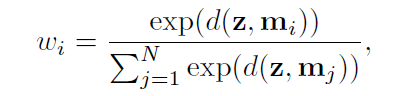 $$w_i = \frac{\exp(d(\mathbf{z}, \mathbf{m}_i))}{\sum_{j=1}^{N} \exp(d(\mathbf{z}, \mathbf{m}_j))},$$